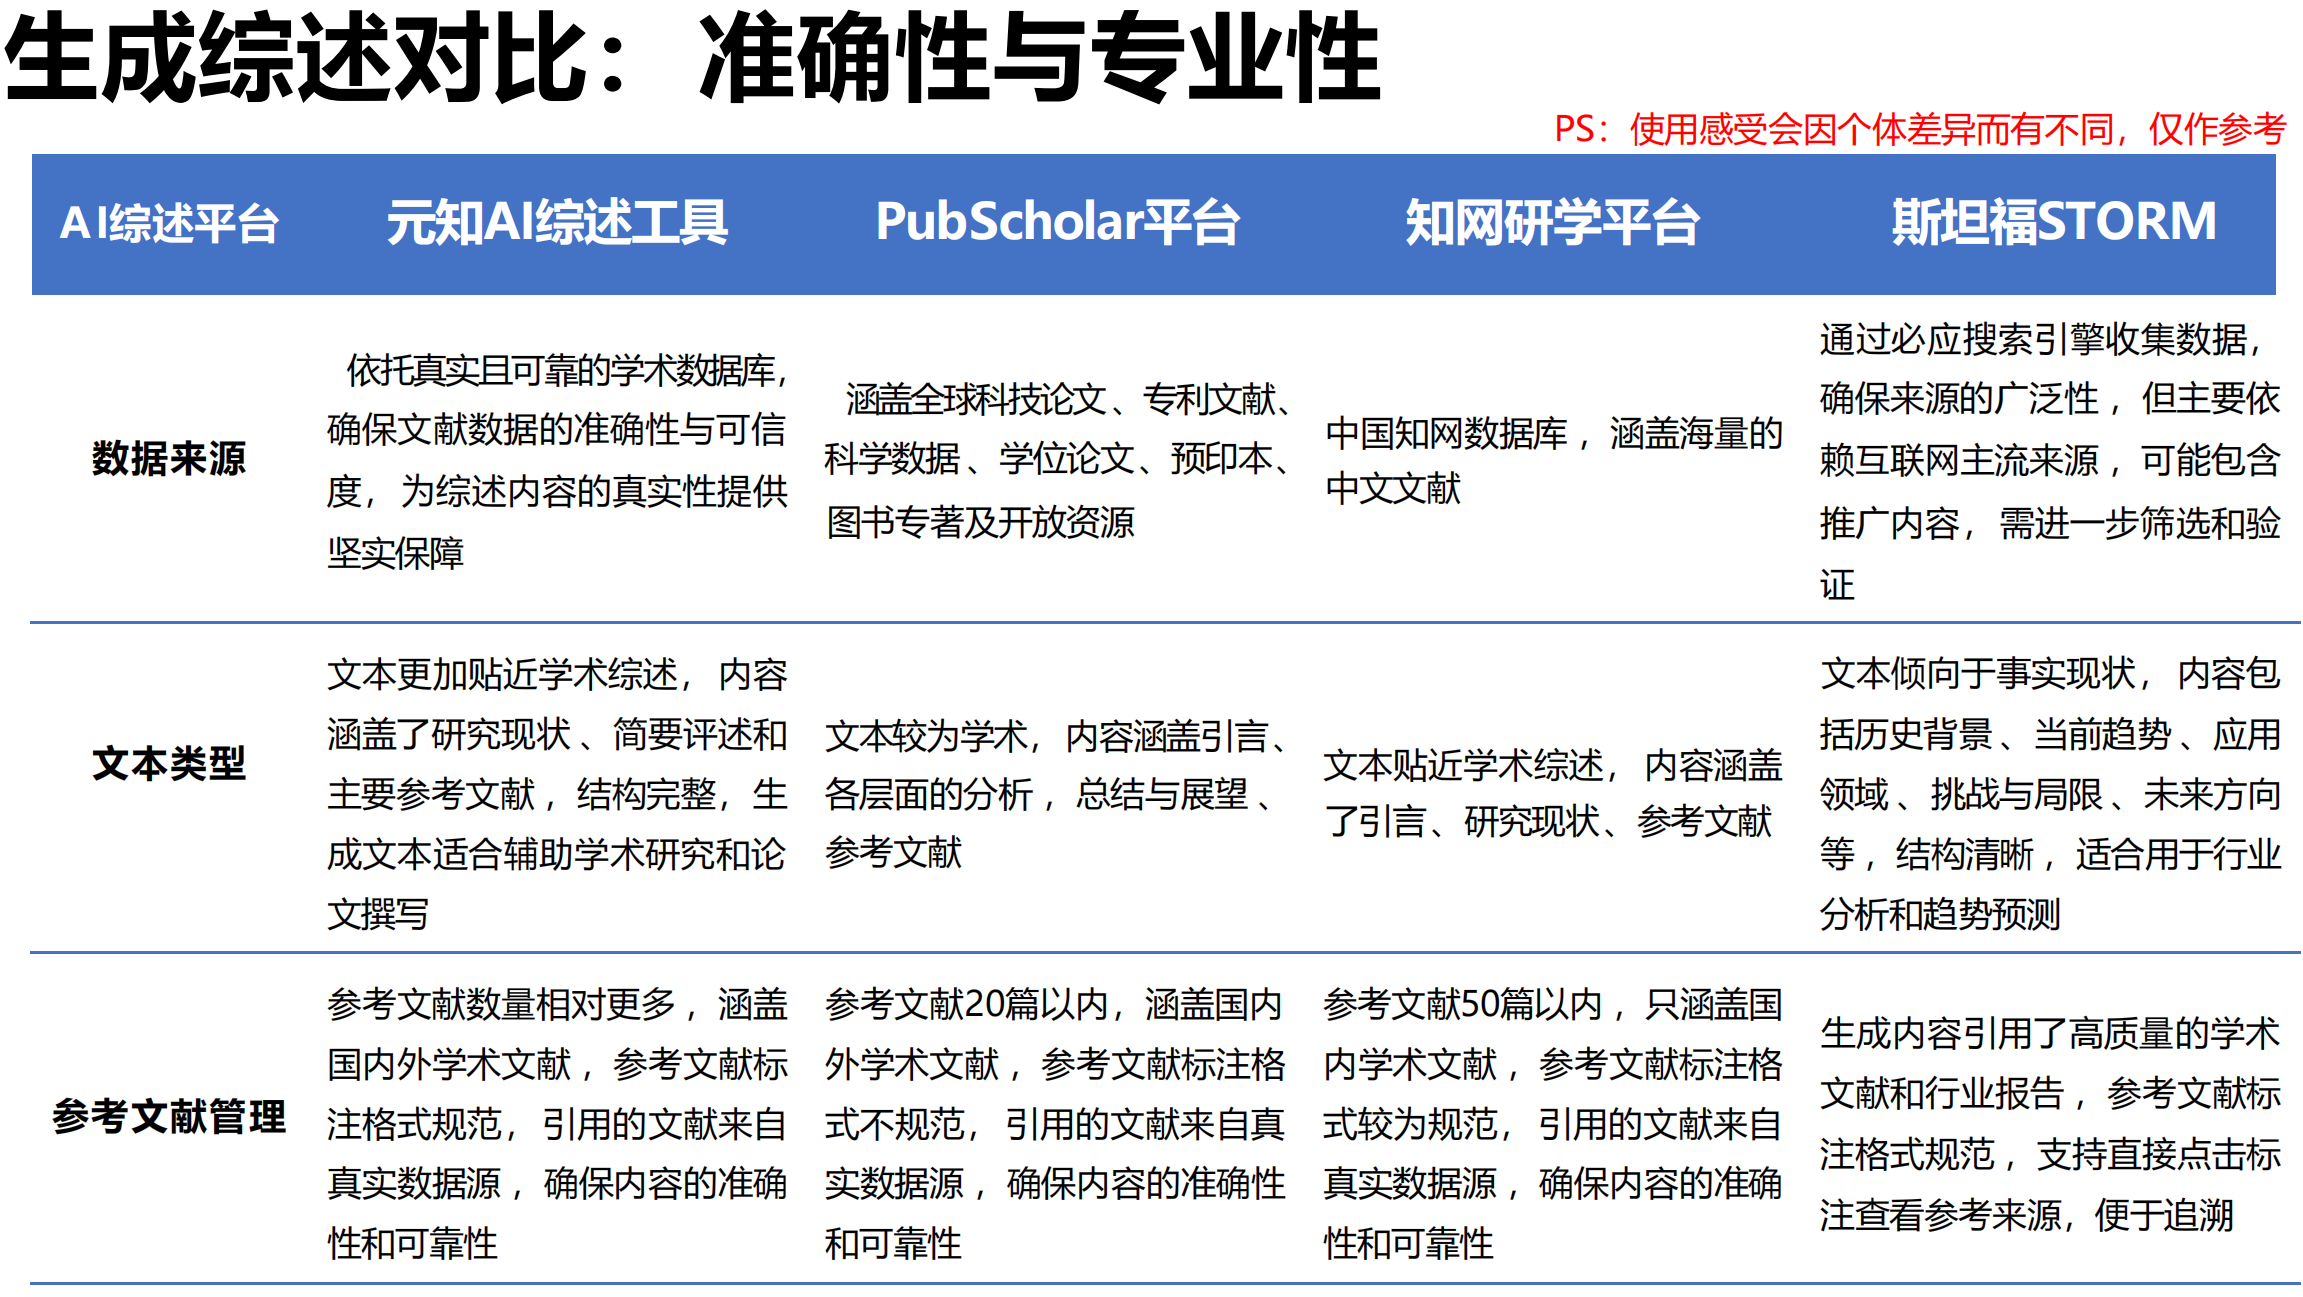 生成综述对比： 准确性与专业性
PS：使用感受会因个体差异而有不同，仅作参考
AI综述平台
元知AI综述工具
PubScholar平台
知网研学平台
斯坦福STORM
数据来源
依托真实且可靠的学术数据库，
确保文献数据的准确性与可信
度， 为综述内容的真实性提供
坚实保障
涵盖全球科技论文、专利文献、
科学数据、学位论文、预印本、
图书专著及开放资源
中国知网数据库， 涵盖海量的
中文文献
通过必应搜索引擎收集数据，
确保来源的广泛性， 但主要依
赖互联网主流来源， 可能包含
推广内容， 需进一步筛选和验
证
文本类型
文本更加贴近学术综述， 内容
涵盖了研究现状、简要评述和
主要参考文献， 结构完整， 生
成文本适合辅助学术研究和论
文撰写
文本较为学术， 内容涵盖引言、
各层面的分析， 总结与展望、
参考文献
文本贴近学术综述， 内容涵盖
了引言、研究现状、参考文献
文本倾向于事实现状， 内容包
括历史背景、当前趋势、应用
领域、挑战与局限、未来方向
等， 结构清晰， 适合用于行业
分析和趋势预测
参考文献管理
参考文献数量相对更多， 涵盖
国内外学术文献， 参考文献标
注格式规范， 引用的文献来自
真实数据源， 确保内容的准确
性和可靠性
参考文献20篇以内， 涵盖国内
外学术文献， 参考文献标注格
式不规范， 引用的文献来自真
实数据源， 确保内容的准确性
和可靠性
参考文献50篇以内， 只涵盖国
内学术文献， 参考文献标注格
式较为规范， 引用的文献来自
真实数据源， 确保内容的准确
性和可靠性
生成内容引用了高质量的学术
文献和行业报告， 参考文献标
注格式规范， 支持直接点击标
注查看参考来源，便于追溯